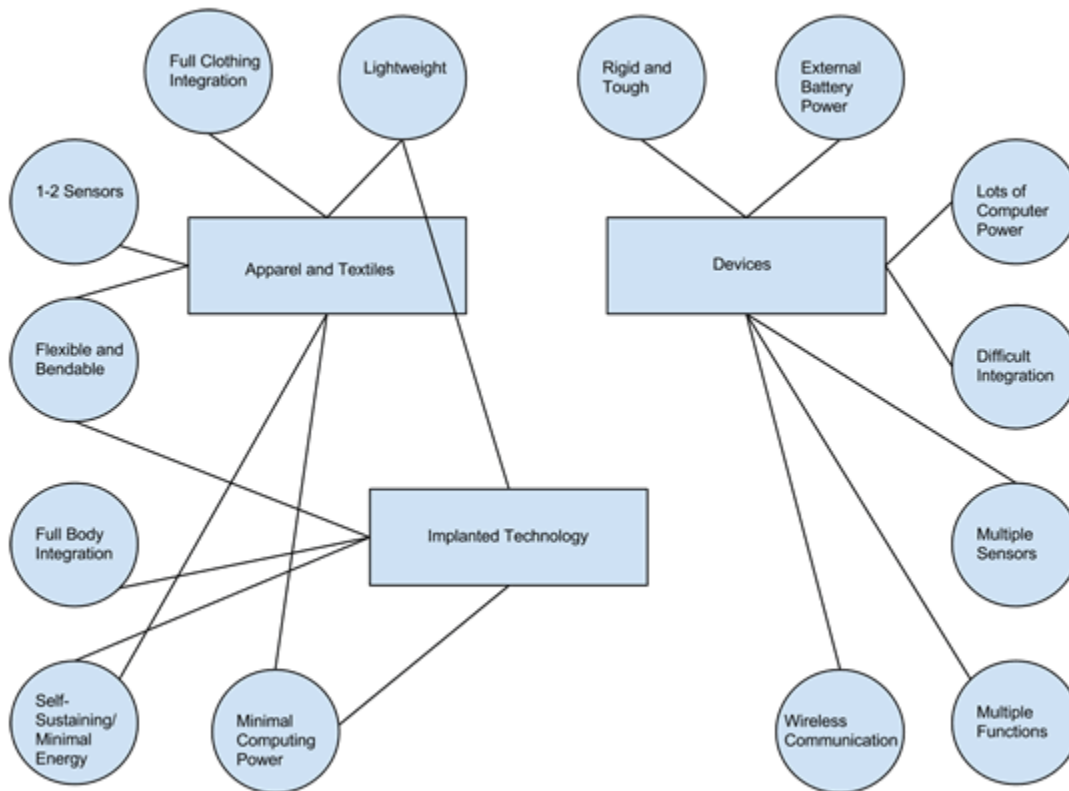 Full Clothing
Integration
Lightweight
Rigid and
Tough
External
Battery
Power
1-2 Sensors
Lots of
Computer
Power
Apparel and Textiles
Devices
Flexible and
Bendable
Difficult
Integration
Full Body
Integration
Implanted Technology
Multiple
Sensors
Self-
Sustaining/
Minimal
Energy
Minimal
Computing
Power
Wireless
Communication
Multiple
Functions